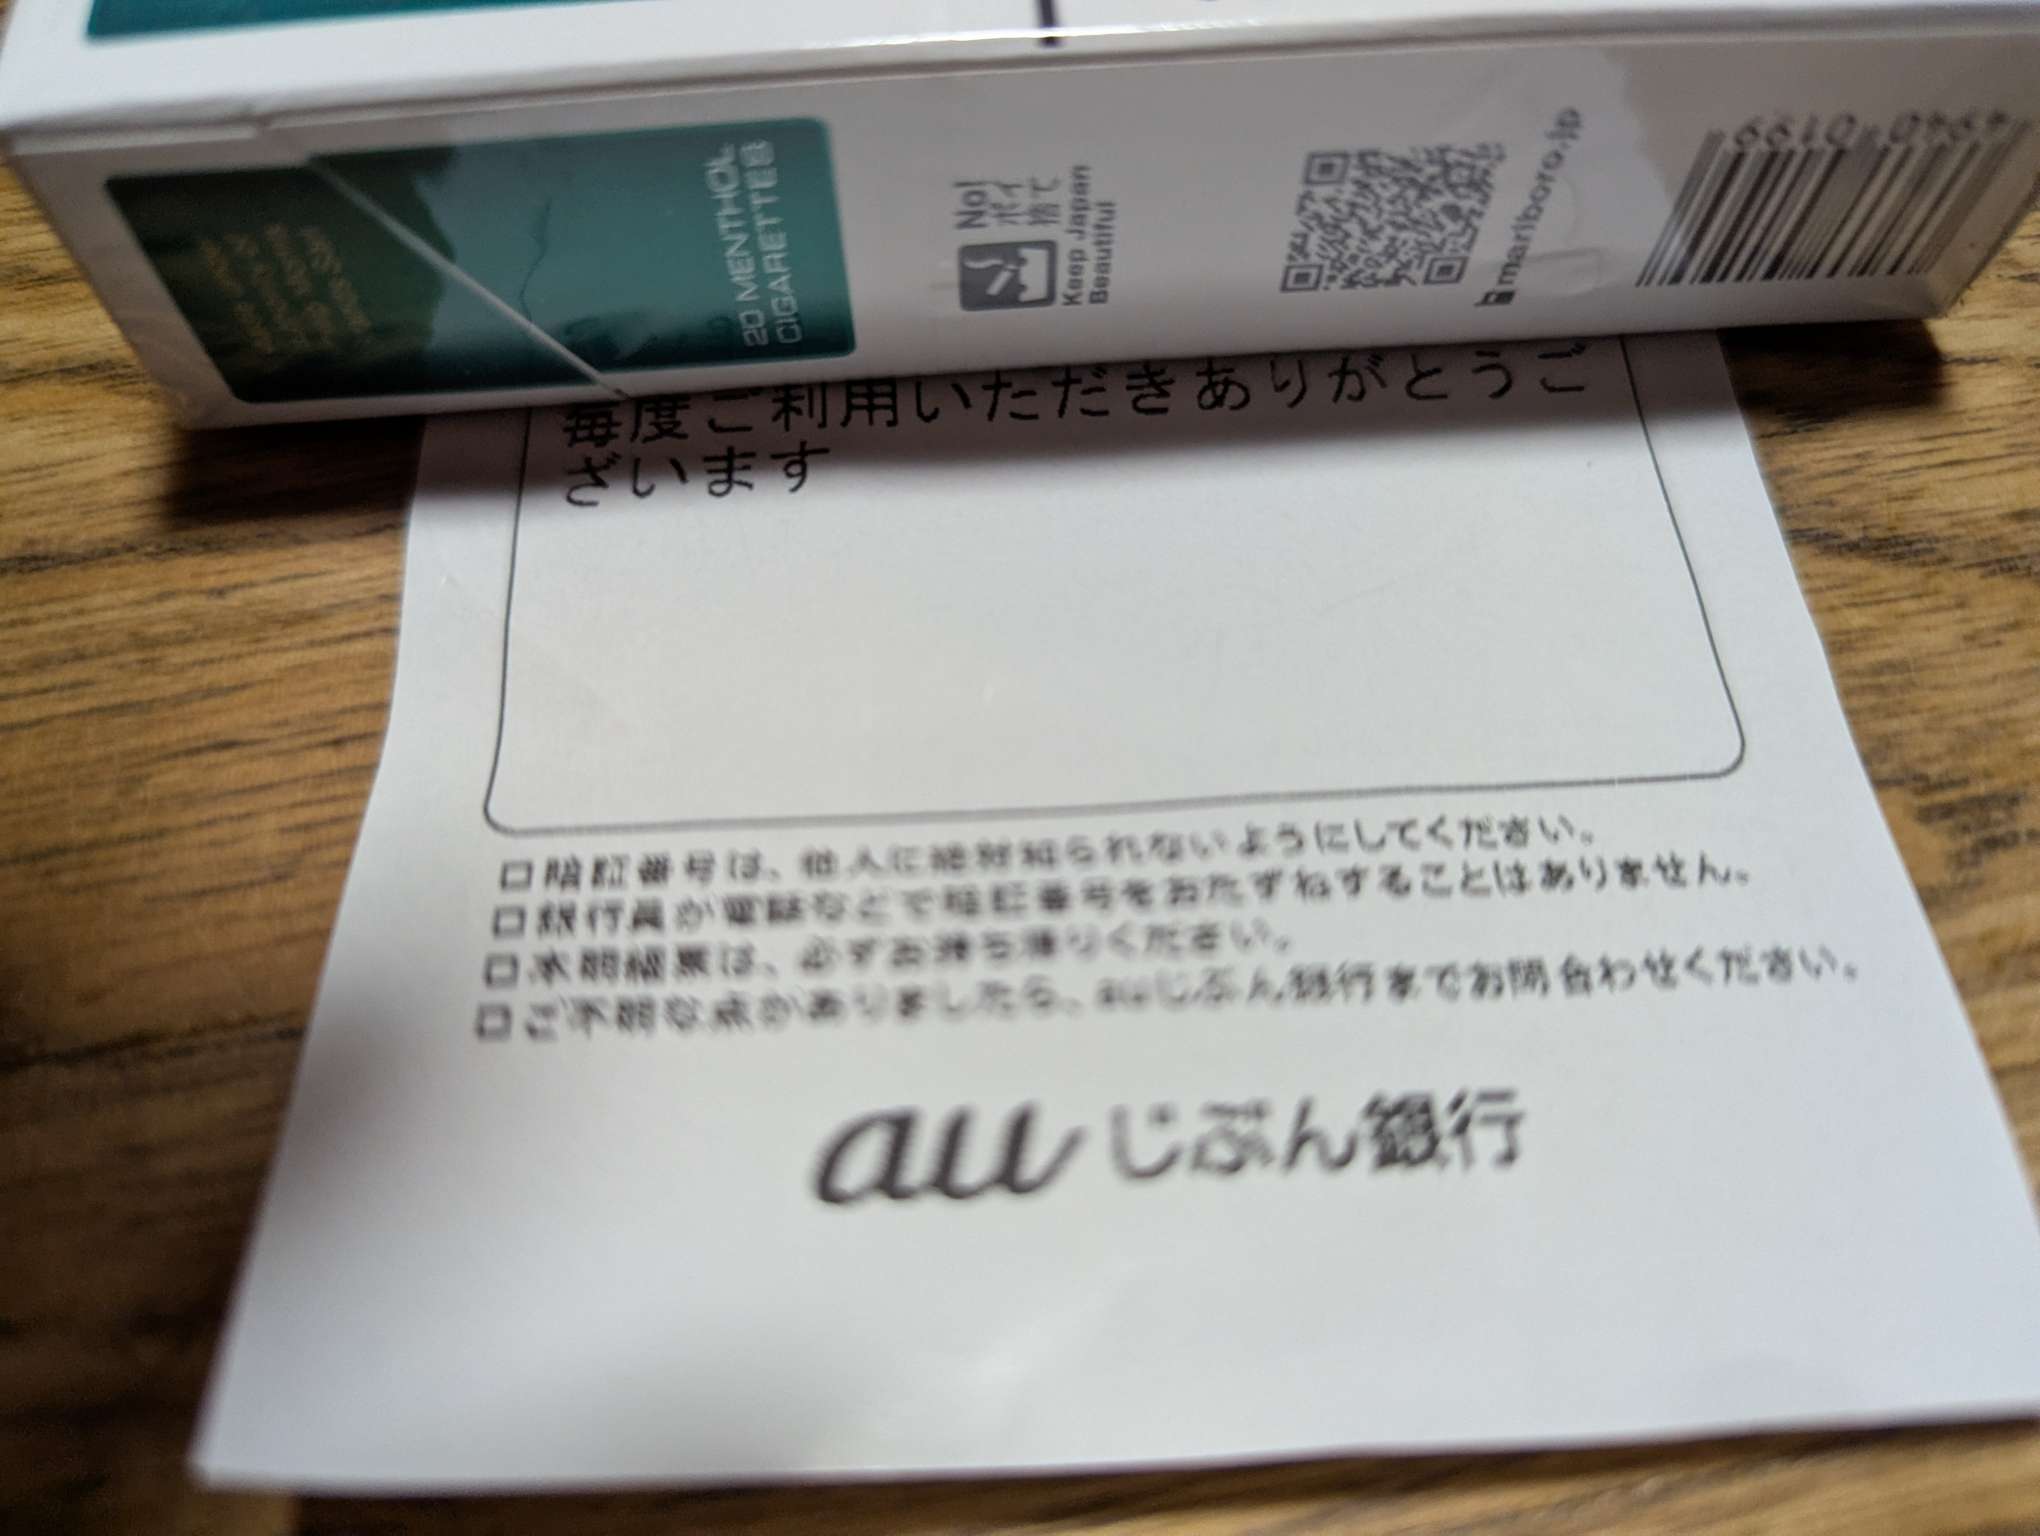 20 MENTHOL
CIGARETTES
No!
ポイ
捨て
Keep Japan
Beautiful
marlboro.jp
毎度ご利用いただきありがとうご
ざいます
□暗証番号は、他人に絶対知られないようにしてください。
□銀行員が電話などで暗証番号をおたずねすることはありません。
□本明細票は、必ずお持ち帰りください。
□ご不明な点がありましたら、auじぶん銀行までお問合わせください。
auじぶん銀行